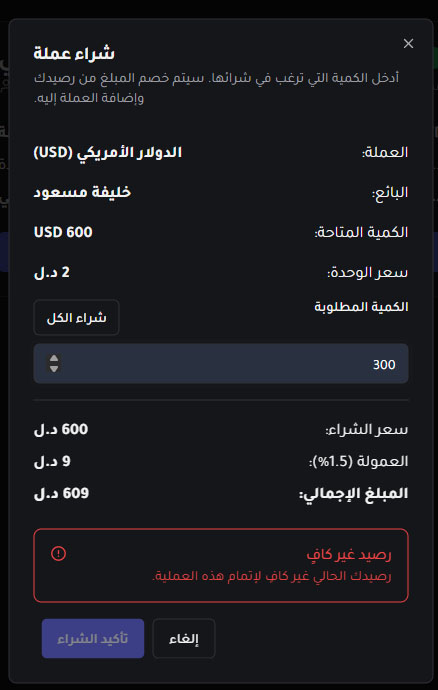 شراء عملة
أدخل الكمية التي ترغب في شرائها. سيتم خصم المبلغ من رصيدك
وإضافة العملة إليه.
العملة: الدولار الأمريكي (USD)
البائع: خليفة مسعود
الكمية المتاحة: 600 USD
سعر الوحدة: 2 د.ل
الكمية المطلوبة شراء الكل
300
سعر الشراء: 600 د.ل
العمولة (1.5%): 9 د.ل
المبلغ الإجمالي: 609 د.ل
رصيد غير كافٍ
رصيدك الحالي غير كافٍ لإتمام هذه العملية.
إلغاء تأكيد الشراء